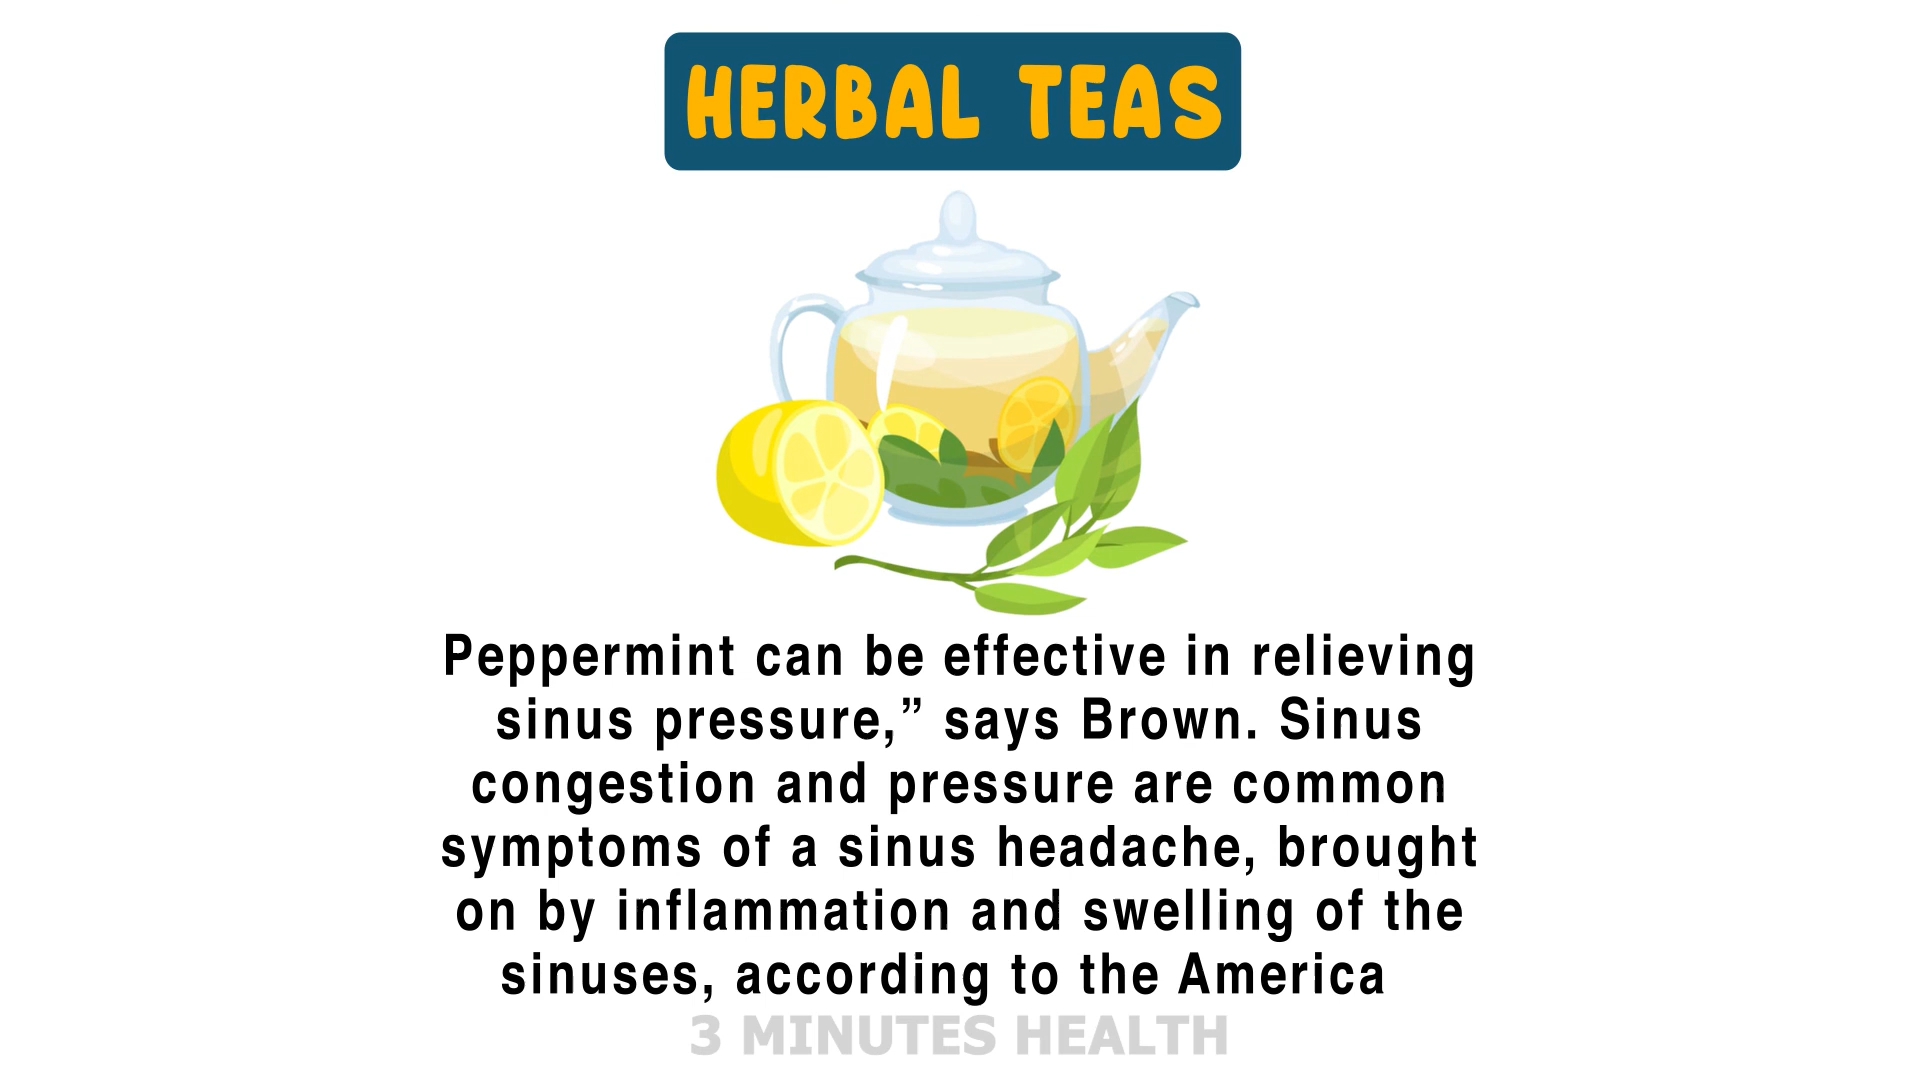 HERBAL TEAS
Peppermint can be effective in relieving
sinus pressure,” says Brown. Sinus
congestion and pressure are common
symptoms of a sinus headache, brought
on by inflammation and swelling of the
sinuses, according to the America
3 MINUTES HEALTH